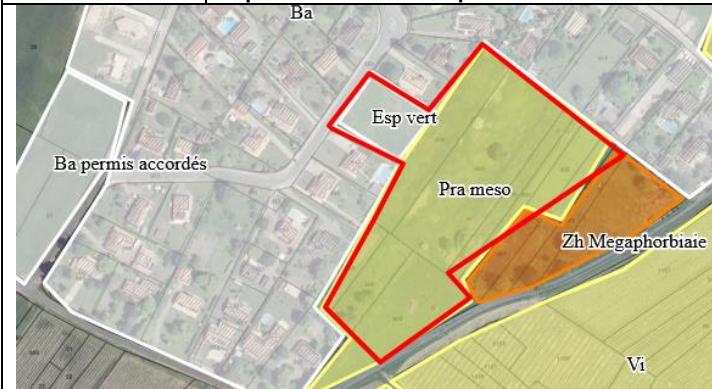 Ba
Esp vert
Ba permis accordés
Pra meso
Zh Megaphorbiaie
Vi